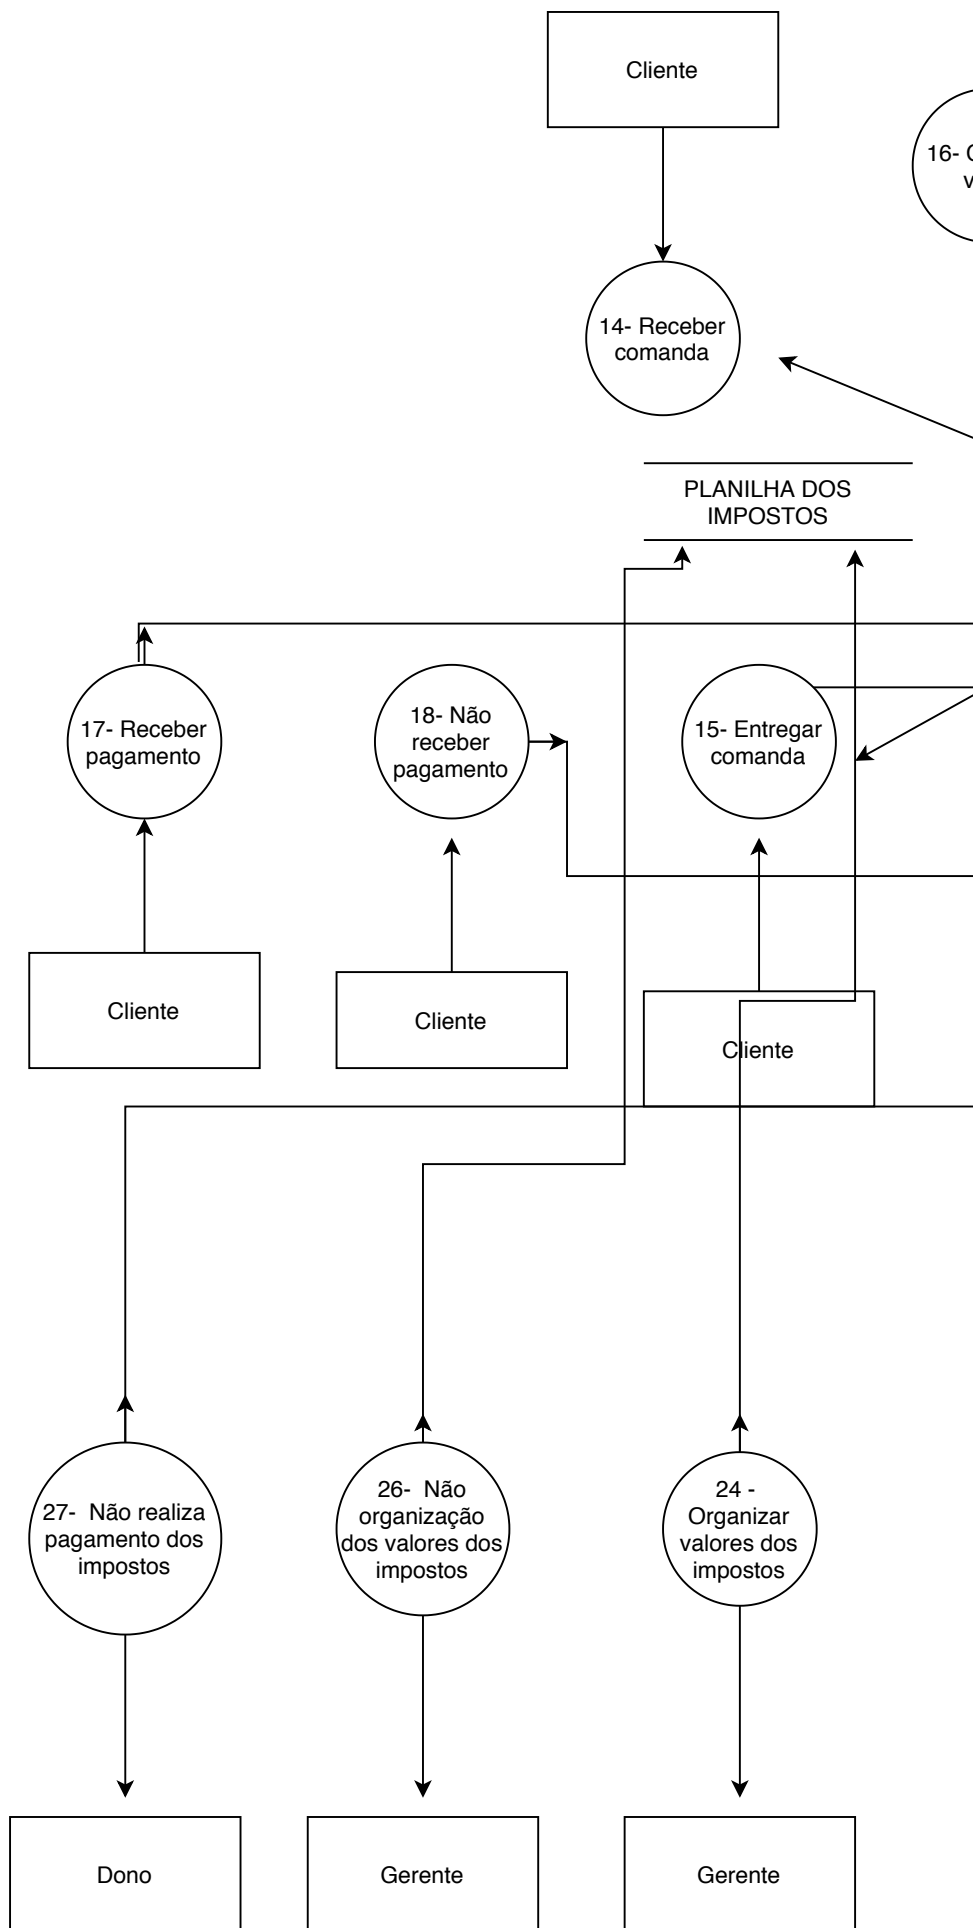 Cliente
16-
14- Receber
comanda
PLANILHA DOS
IMPOSTOS
17- Receber
pagamento
18- Não
receber
pagamento
15- Entregar
comanda
Cliente
Cliente
Cliente
27-  Não realiza
pagamento dos
impostos
26-  Não
organização
dos valores dos
impostos
24 -
Organizar
valores dos
impostos
Dono
Gerente
Gerente